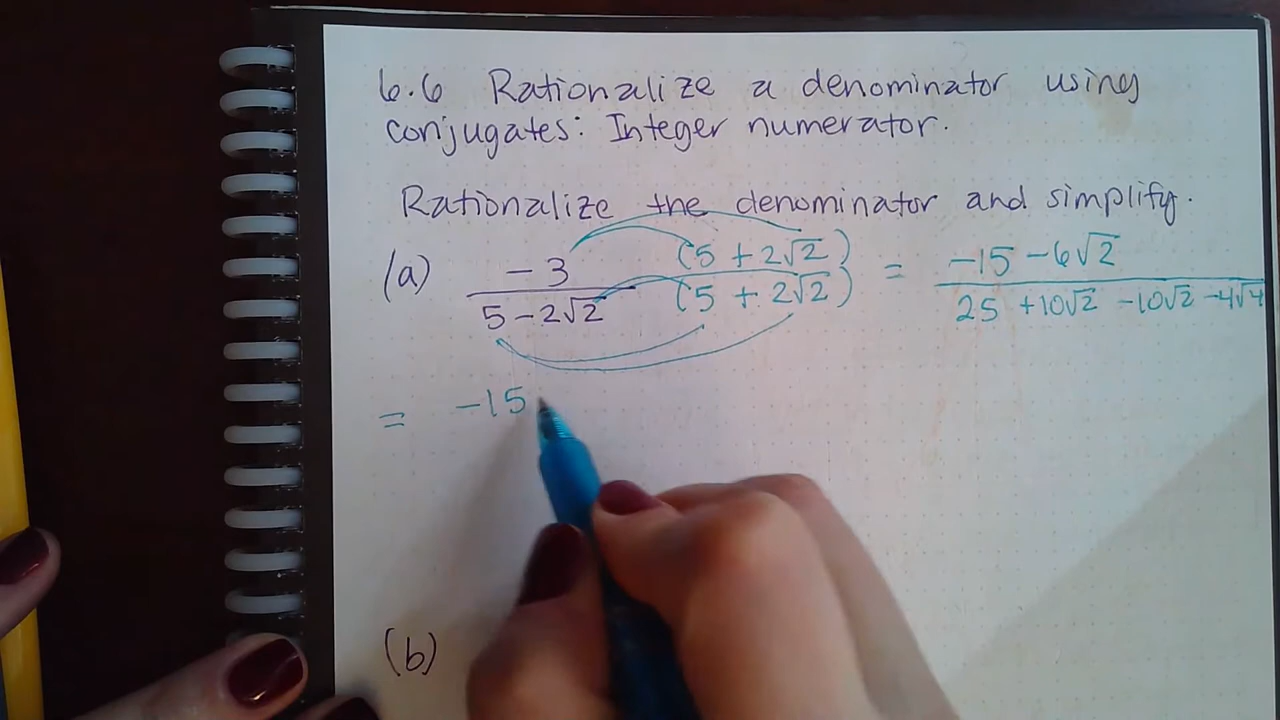 6.6 Rationalize a denominator using
conjugates: Integer numerator.
Rationalize the denominator and simplify.
(a) -3 (5 + 2√2) = -15 - 6√2
5 - 2√2 (5 + 2√2) 25 + 10√2 - 10√2 - 4√4
= -15
(b)